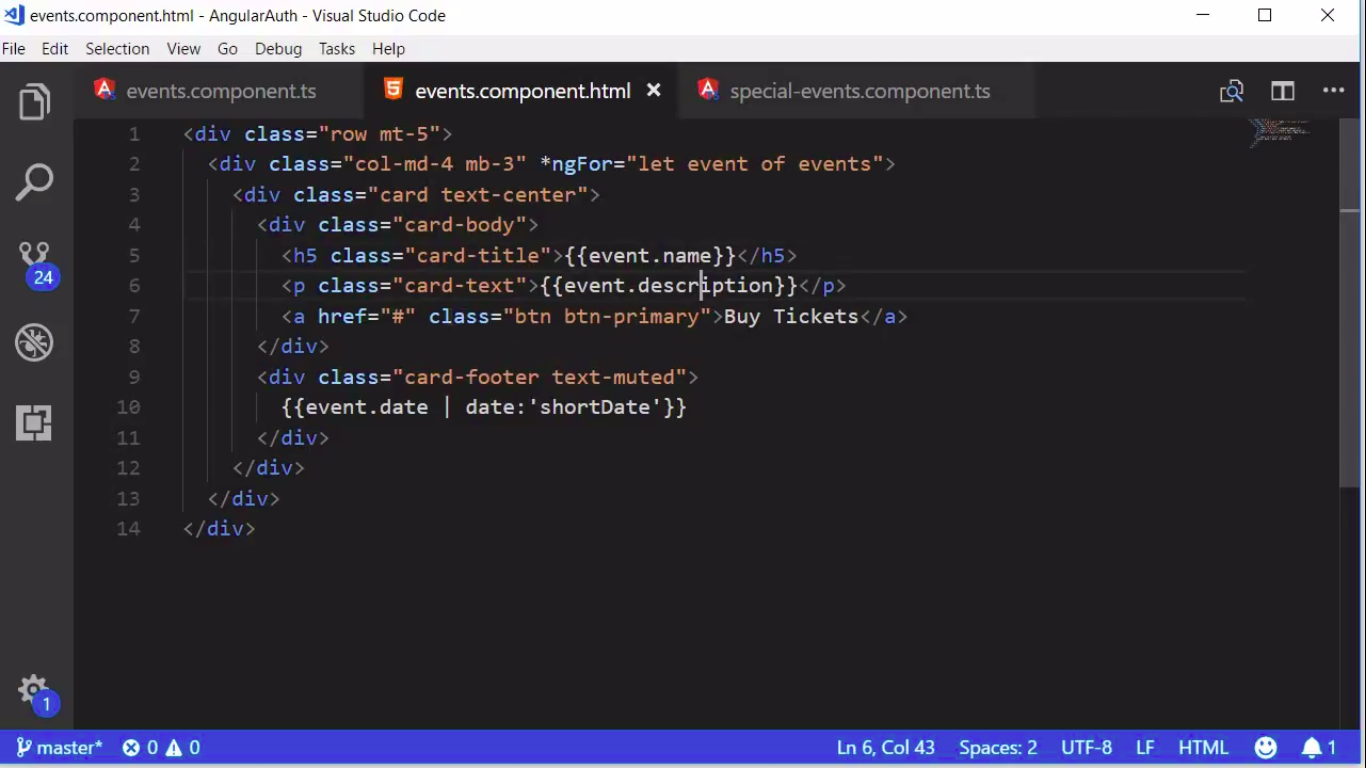 events.component.html - AngularAuth - Visual Studio Code
File Edit Selection View Go Debug Tasks Help
events.component.ts events.component.html special-events.component.ts
1 <div class="row mt-5">
2 <div class="col-md-4 mb-3" *ngFor="let event of events">
3 <div class="card text-center">
4 <div class="card-body">
5 <h5 class="card-title">{{event.name}}</h5>
6 <p class="card-text">{{event.description}}</p>
7 <a href="#" class="btn btn-primary">Buy Tickets</a>
8 </div>
9 <div class="card-footer text-muted">
10 {{event.date | date:'shortDate'}}
11 </div>
12 </div>
13 </div>
14 </div>
24
1
master* 0 0 Ln 6, Col 43 Spaces: 2 UTF-8 LF HTML 1